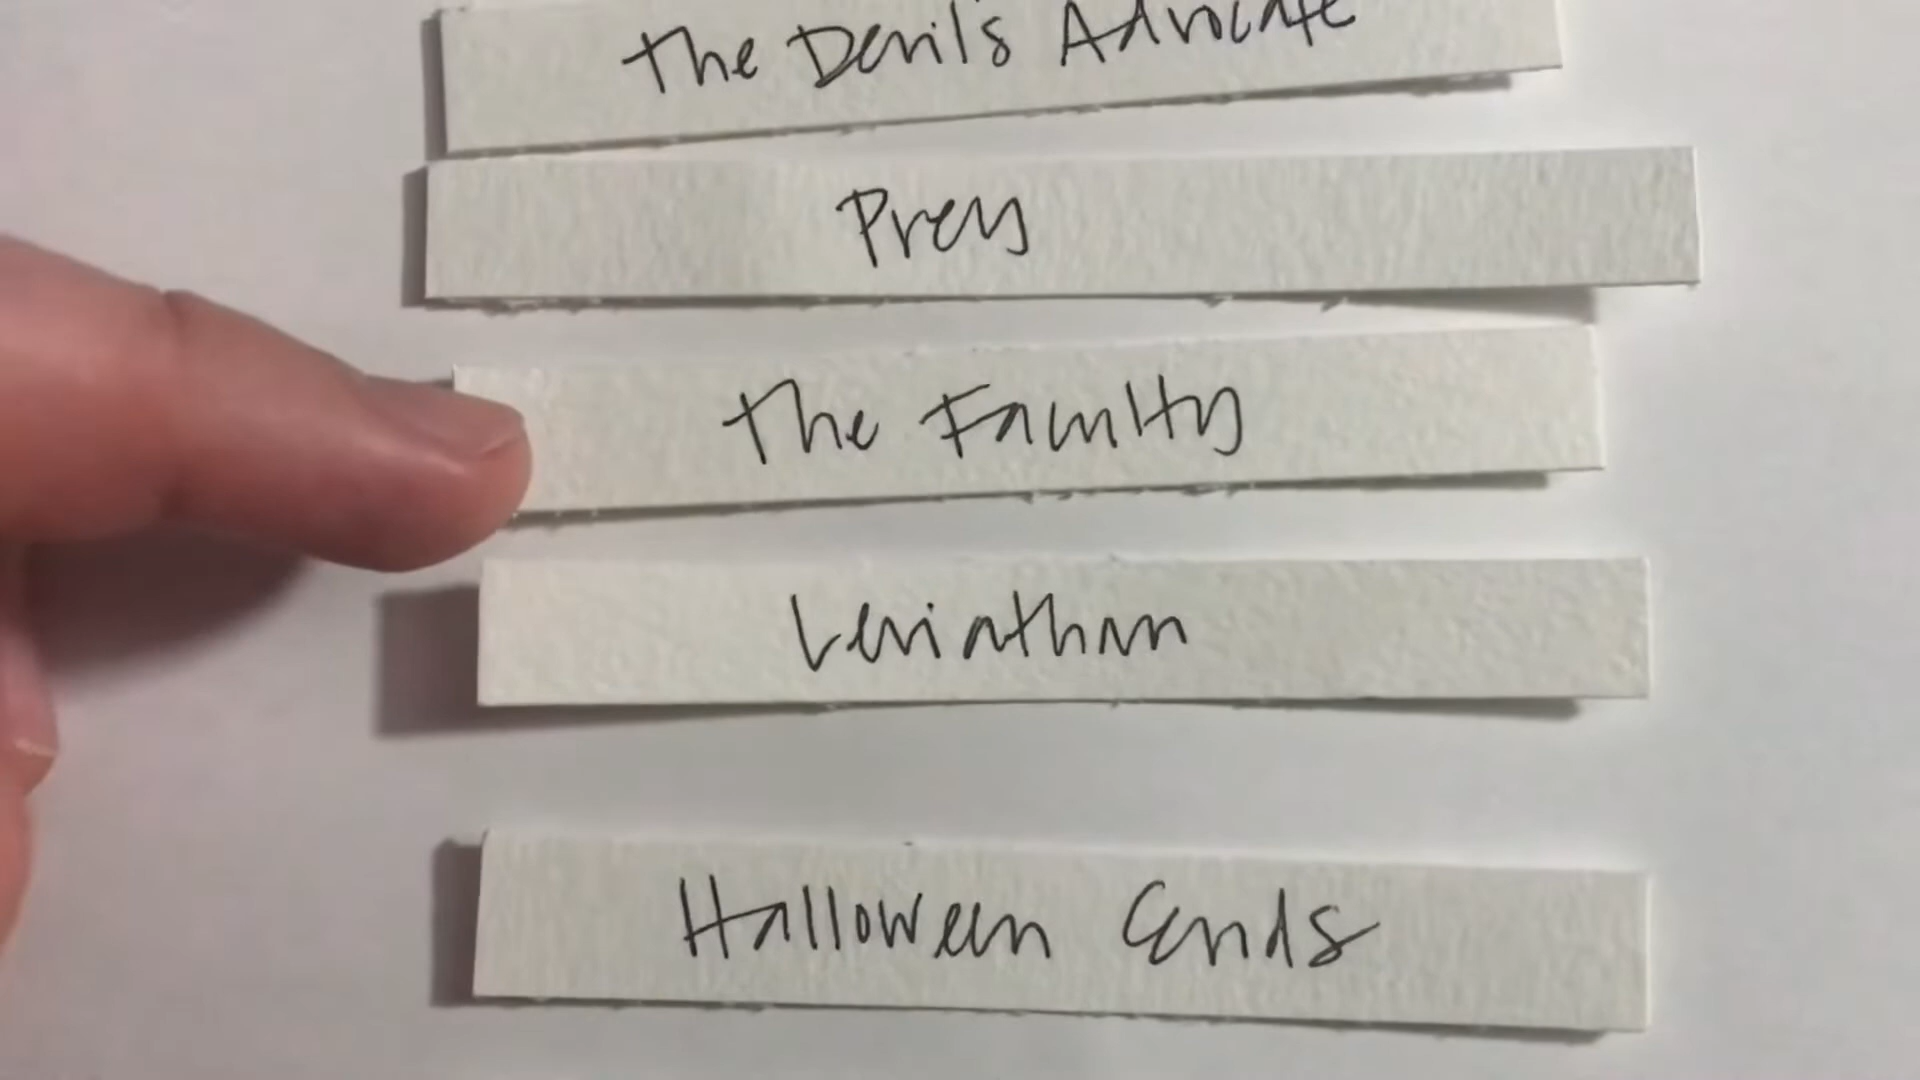 The Devil's Advocate
Prey
The Faculty
Leviathan
Halloween Ends